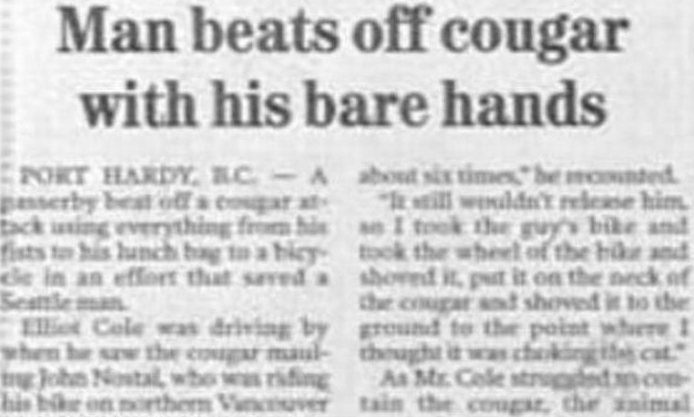 Man beats off cougar
with his bare hands
PORT HARDY, B.C. — A
passerby beat off a cougar at-
tack using everything from his
fists to his lunch bag to a bicy-
cle in an effort that saved a
Seattle man.
Elliot Cole was driving by
when he saw the cougar maul-
ing John Nostal, who was riding
his bike on northern Vancouver
about six times," he recounted.
"It still wouldn't release him,
so I took the guy's bike and
took the wheel of the bike and
shoved it, put it on the neck of
the cougar and shoved it to the
ground to the point where I
thought it was choking the cat."
As Mr. Cole struggled to con-
tain the cougar, the animal